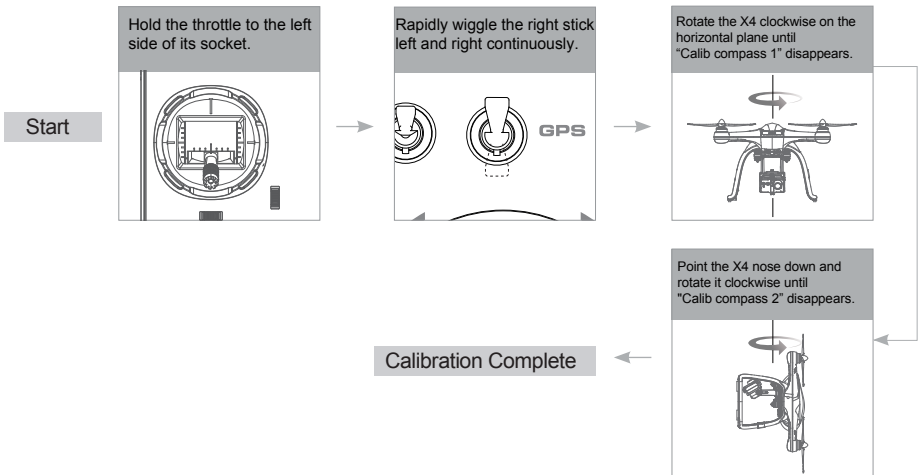 Start
Hold the throttle to the left
side of its socket.
Rapidly wiggle the right stick
left and right continuously.
GPS
Rotate the X4 clockwise on the
horizontal plane until
“Calib compass 1” disappears.
Point the X4 nose down and
rotate it clockwise until
"Calib compass 2” disappears.
Calibration Complete